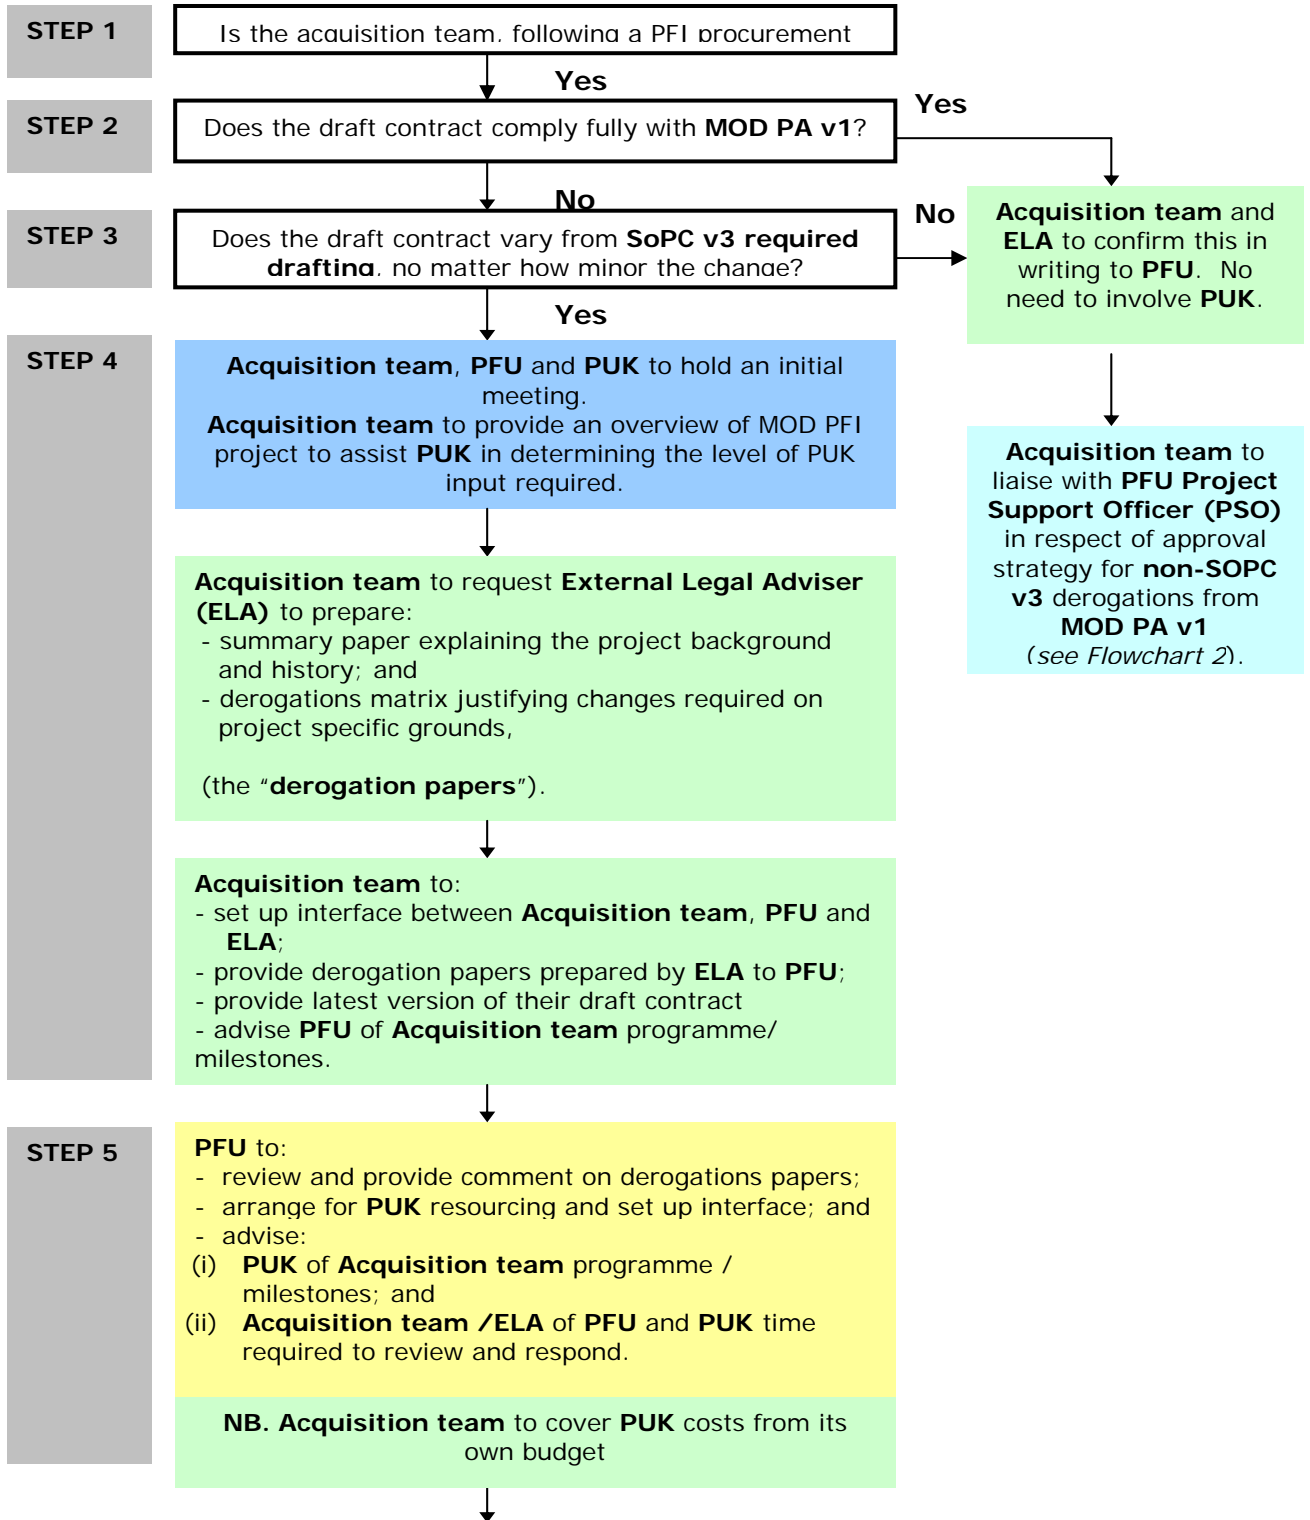 STEP 1
Is the acquisition team, following a PFI procurement
Yes
STEP 2
Does the draft contract comply fully with MOD PA v1?
Yes
No
STEP 3
Does the draft contract vary from SoPC v3 required
drafting, no matter how minor the change?
No
Yes
Acquisition team and
ELA to confirm this in
writing to PFU.  No
need to involve PUK.
Acquisition team to
liaise with PFU Project
Support Officer (PSO)
in respect of approval
strategy for non-SOPC
v3 derogations from
MOD PA v1
(see Flowchart 2).
STEP 4
Acquisition team, PFU and PUK to hold an initial
meeting.
Acquisition team to provide an overview of MOD PFI
project to assist PUK in determining the level of PUK
input required.
Acquisition team to request External Legal Adviser
(ELA) to prepare:
- summary paper explaining the project background
and history; and
- derogations matrix justifying changes required on
project specific grounds,
(the “derogation papers”).
Acquisition team to:
- set up interface between Acquisition team, PFU and
ELA;
- provide derogation papers prepared by ELA to PFU;
- provide latest version of their draft contract
- advise PFU of Acquisition team programme/
milestones.
STEP 5
PFU to:
- review and provide comment on derogations papers;
- arrange for PUK resourcing and set up interface; and
- advise:
(i) PUK of Acquisition team programme /
milestones; and
(ii) Acquisition team /ELA of PFU and PUK time
required to review and respond.
NB. Acquisition team to cover PUK costs from its
own budget